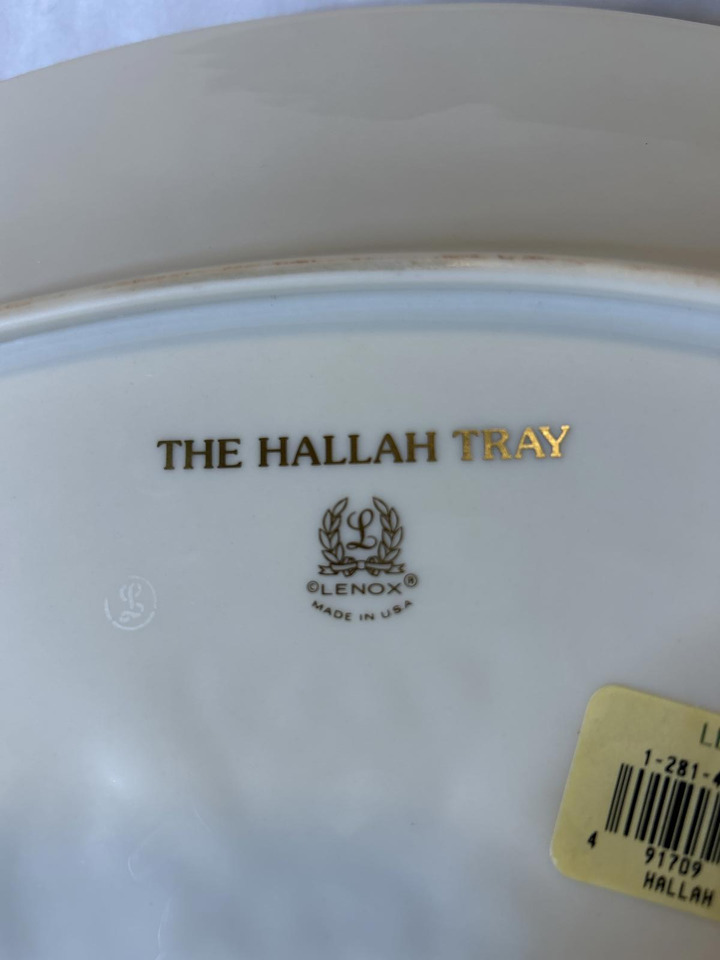 THE HALLAH TRAY
L
©LENOX®
MADE IN USA
L
1-281-4
4
91709
HALLAH